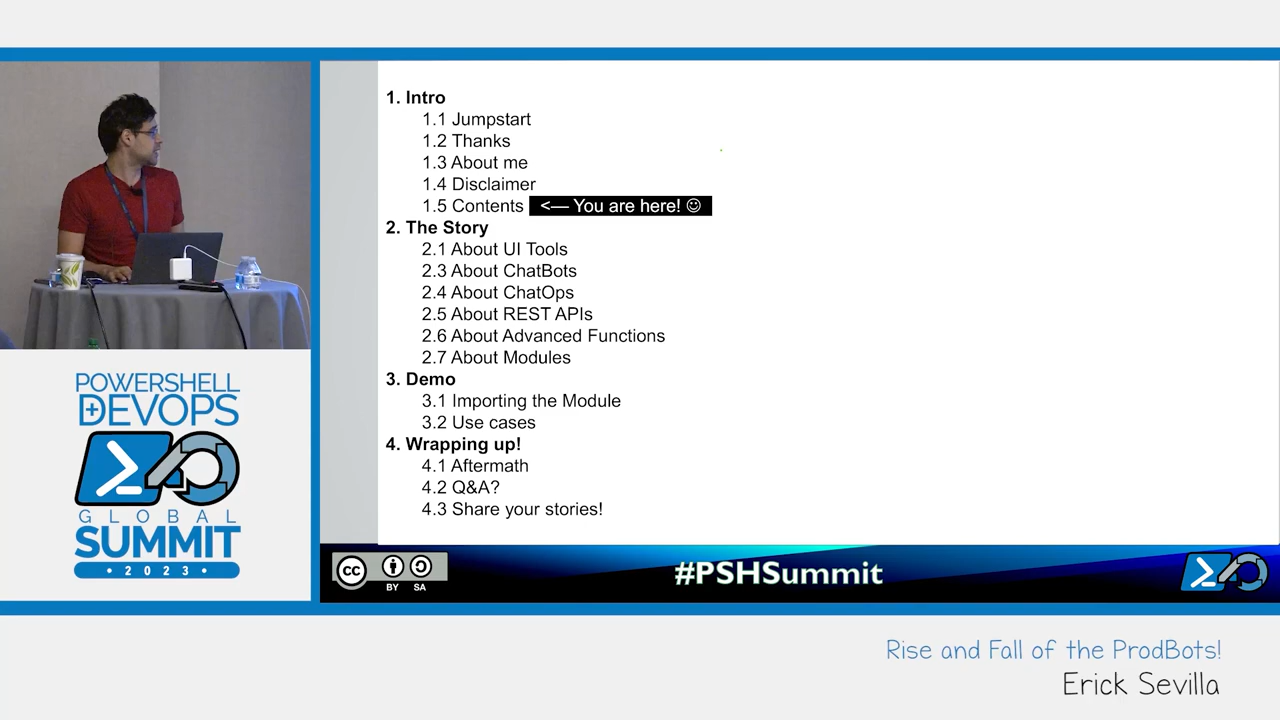 1. Intro
1.1 Jumpstart
1.2 Thanks
1.3 About me
1.4 Disclaimer
1.5 Contents <— You are here! ☺
2. The Story
2.1 About UI Tools
2.3 About ChatBots
2.4 About ChatOps
2.5 About REST APIs
2.6 About Advanced Functions
2.7 About Modules
3. Demo
3.1 Importing the Module
3.2 Use cases
4. Wrapping up!
4.1 Aftermath
4.2 Q&A?
4.3 Share your stories!
POWERSHELL
+DEVOPS
GLOBAL
SUMMIT
• 2023 •
cc
BY SA
#PSHSummit
Rise and Fall of the ProdBots!
Erick Sevilla